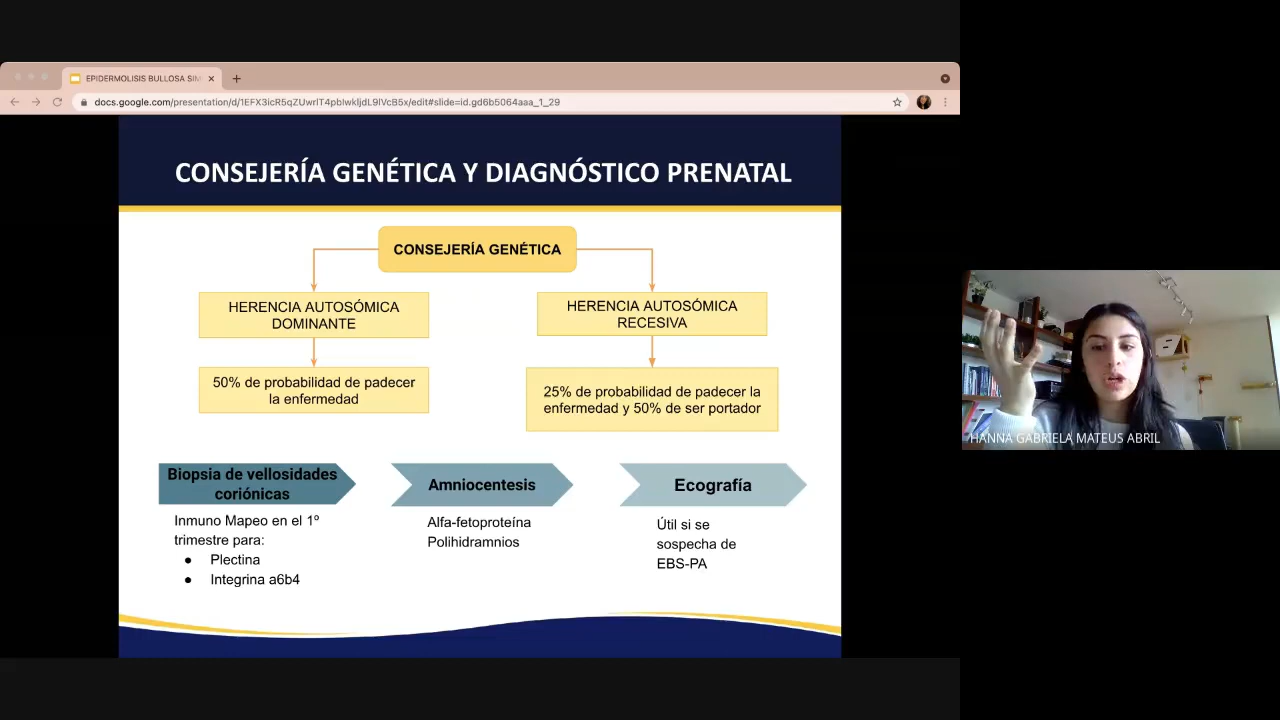 EPIDERMOLISIS BULLOSA SIM
docs.google.com/presentation/d/1EFX3icR5qZUwrlT4pblwkljdL9lVcB5x/edit#slide=id.gd6b5064aaa_1_29
CONSEJERÍA GENÉTICA Y DIAGNÓSTICO PRENATAL
CONSEJERÍA GENÉTICA
HERENCIA AUTOSÓMICA
DOMINANTE
HERENCIA AUTOSÓMICA
RECESIVA
50% de probabilidad de padecer
la enfermedad
25% de probabilidad de padecer la
enfermedad y 50% de ser portador
Biopsia de vellosidades
coriónicas
Inmuno Mapeo en el 1º
trimestre para:
● Plectina
● Integrina a6b4
Amniocentesis
Alfa-fetoproteína
Polihidramnios
Ecografía
Útil si se
sospecha de
EBS-PA
HANNA GABRIELA MATEUS ABRIL